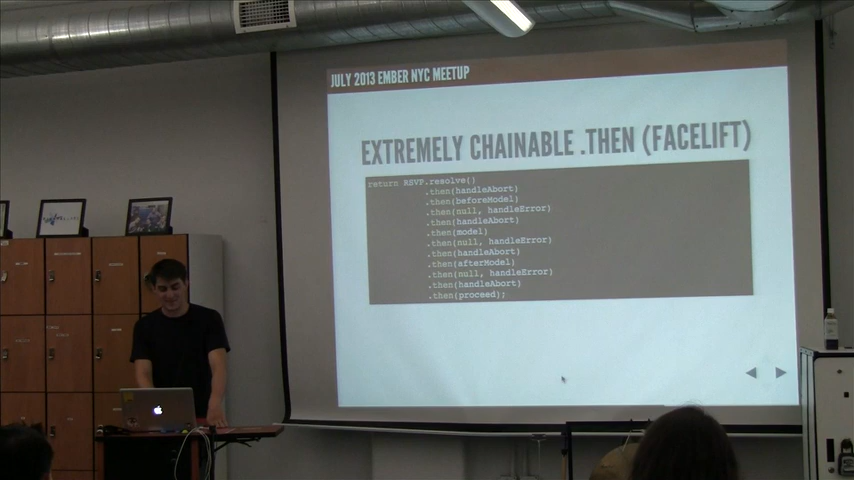 JULY 2013 EMBER NYC MEETUP
EXTREMELY CHAINABLE .THEN (FACELIFT)
return RSVP.resolve()
.then(handleAbort)
.then(beforeModel)
.then(null, handleError)
.then(handleAbort)
.then(model)
.then(null, handleError)
.then(handleAbort)
.then(afterModel)
.then(null, handleError)
.then(handleAbort)
.then(proceed);